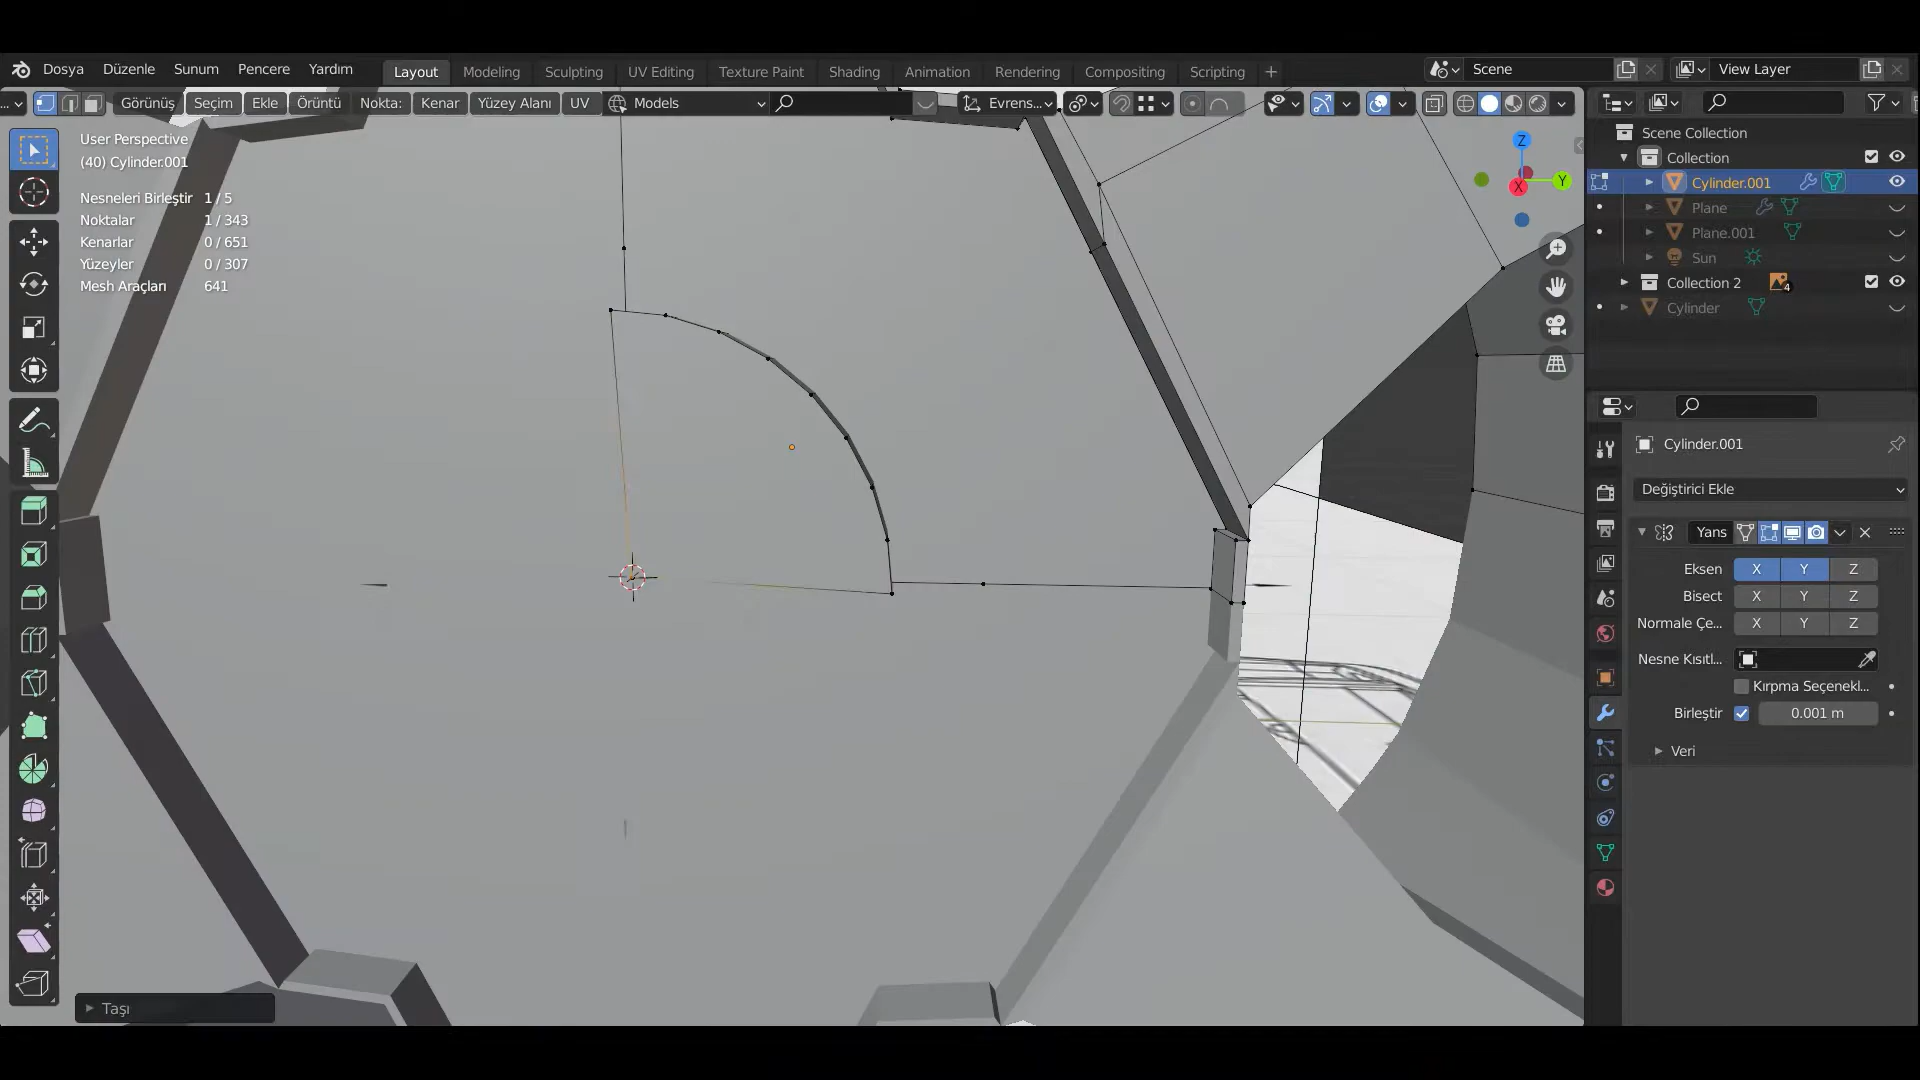 Dosya Düzenle Sunum Pencere Yardım Layout Modeling Sculpting UV Editing Texture Paint Shading Animation Rendering Compositing Scripting + Scene View Layer
... Görünüş Seçim Ekle Örüntü Nokta: Kenar Yüzey Alanı UV Models Evrens...
User Perspective
(40) Cylinder.001
Nesneleri Birleştir 1 / 5
Noktalar 1 / 343
Kenarlar 0 / 651
Yüzeyler 0 / 307
Mesh Araçları 641
Z
Y
X
Scene Collection
Collection
Cylinder.001
Plane
Plane.001
Sun
Collection 2 4
Cylinder
Cylinder.001
Değiştirici Ekle
Yans
Eksen X Y Z
Bisect X Y Z
Normale Çe... X Y Z
Nesne Kısıtl...
Kırpma Seçenekl...
Birleştir 0.001 m
Veri
Taşı